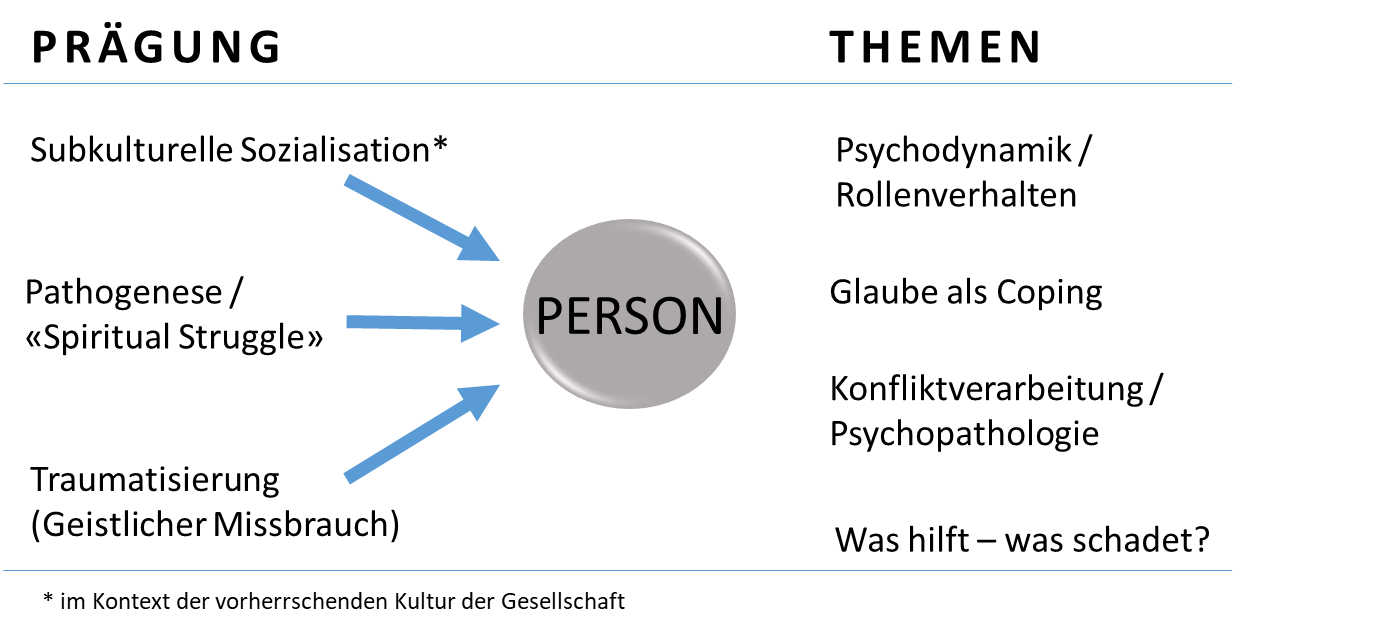 PRÄGUNG
Subkulturelle Sozialisation*
Pathogenese /
«Spiritual Struggle»
Traumatisierung
(Geistlicher Missbrauch)
PERSON
THEMEN
Psychodynamik /
Rollenverhalten
Glaube als Coping
Konfliktverarbeitung /
Psychopathologie
Was hilft – was schadet?
* im Kontext der vorherrschenden Kultur der Gesellschaft